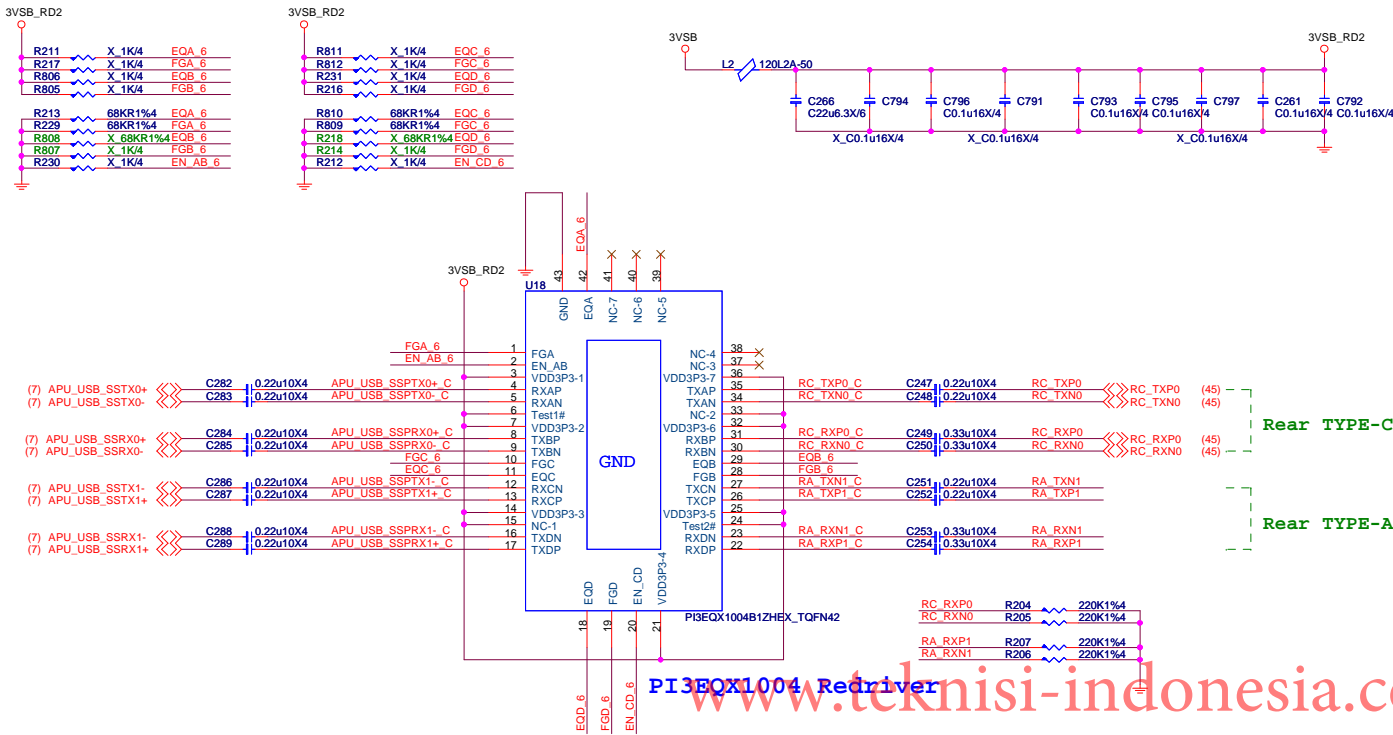 3VSB_RD2
R211 X_1K/4 EQA_6
R217 X_1K/4 FGA_6
R806 X_1K/4 EQB_6
R805 X_1K/4 FGB_6
R213 68KR1%4 EQA_6
R229 68KR1%4 FGA_6
R808 X_68KR1%4 EQB_6
R807 X_1K/4 FGB_6
R230 X_1K/4 EN_AB_6
3VSB_RD2
R811 X_1K/4 EQC_6
R812 X_1K/4 FGC_6
R231 X_1K/4 EQD_6
R216 X_1K/4 FGD_6
R810 68KR1%4 EQC_6
R809 68KR1%4 FGC_6
R218 X_68KR1%4 EQD_6
R214 X_1K/4 FGD_6
R212 X_1K/4 EN_CD_6
3VSB 3VSB_RD2
L2 120L2A-50
C266 C794 C796 C791 C793 C795 C797 C261 C792
C22u6.3X/6 C0.1u16X/4 C0.1u16X/4 C0.1u16X/4 C0.1u16X/4 C0.1u16X/4
X_C0.1u16X/4 X_C0.1u16X/4 X_C0.1u16X/4
EQA_6
3VSB_RD2
43 42 41 40 39
U18
GND EQA NC-7 NC-6 NC-5
FGA_6 1 FGA
EN_AB_6 2 EN_AB
3 VDD3P3-1
(7) APU_USB_SSTX0+ C282 0.22u10X4 APU_USB_SSPTX0+_C 4 RXAP
(7) APU_USB_SSTX0- C283 0.22u10X4 APU_USB_SSPTX0-_C 5 RXAN
6 Test1#
7 VDD3P3-2
(7) APU_USB_SSRX0+ C284 0.22u10X4 APU_USB_SSPRX0+_C 8 TXBP
(7) APU_USB_SSRX0- C285 0.22u10X4 APU_USB_SSPRX0-_C 9 TXBN
FGC_6 10 FGC
EQC_6 11 EQC
(7) APU_USB_SSTX1- C286 0.22u10X4 APU_USB_SSPTX1-_C 12 RXCN
(7) APU_USB_SSTX1+ C287 0.22u10X4 APU_USB_SSPTX1+_C 13 RXCP
14 VDD3P3-3
15 NC-1
(7) APU_USB_SSRX1- C288 0.22u10X4 APU_USB_SSPRX1-_C 16 TXDN
(7) APU_USB_SSRX1+ C289 0.22u10X4 APU_USB_SSPRX1+_C 17 TXDP
GND
NC-4 38
NC-3 37
VDD3P3-7 36
TXAP 35 RC_TXP0_C C247 0.22u10X4 RC_TXP0 RC_TXP0 (45)
TXAN 34 RC_TXN0_C C248 0.22u10X4 RC_TXN0 RC_TXN0 (45)
NC-2 33
VDD3P3-6 32
Rear TYPE-C
RXBP 31 RC_RXP0_C C249 0.33u10X4 RC_RXP0 RC_RXP0 (45)
RXBN 30 RC_RXN0_C C250 0.33u10X4 RC_RXN0 RC_RXN0 (45)
EQB 29 EQB_6
FGB 28 FGB_6
TXCN 27 RA_TXN1_C C251 0.22u10X4 RA_TXN1
TXCP 26 RA_TXP1_C C252 0.22u10X4 RA_TXP1
VDD3P3-5 25
Test2# 24
Rear TYPE-A
RXDN 23 RA_RXN1_C C253 0.33u10X4 RA_RXN1
RXDP 22 RA_RXP1_C C254 0.33u10X4 RA_RXP1
EQD FGD EN_CD VDD3P3-4
18 19 20 21
PI3EQX1004B1ZHEX_TQFN42
EQD_6 FGD_6 EN_CD_6
RC_RXP0 R204 220K1%4
RC_RXN0 R205 220K1%4
RA_RXP1 R207 220K1%4
RA_RXN1 R206 220K1%4
PI3EQX1004 Redriver
www.teknisi-indonesia.co